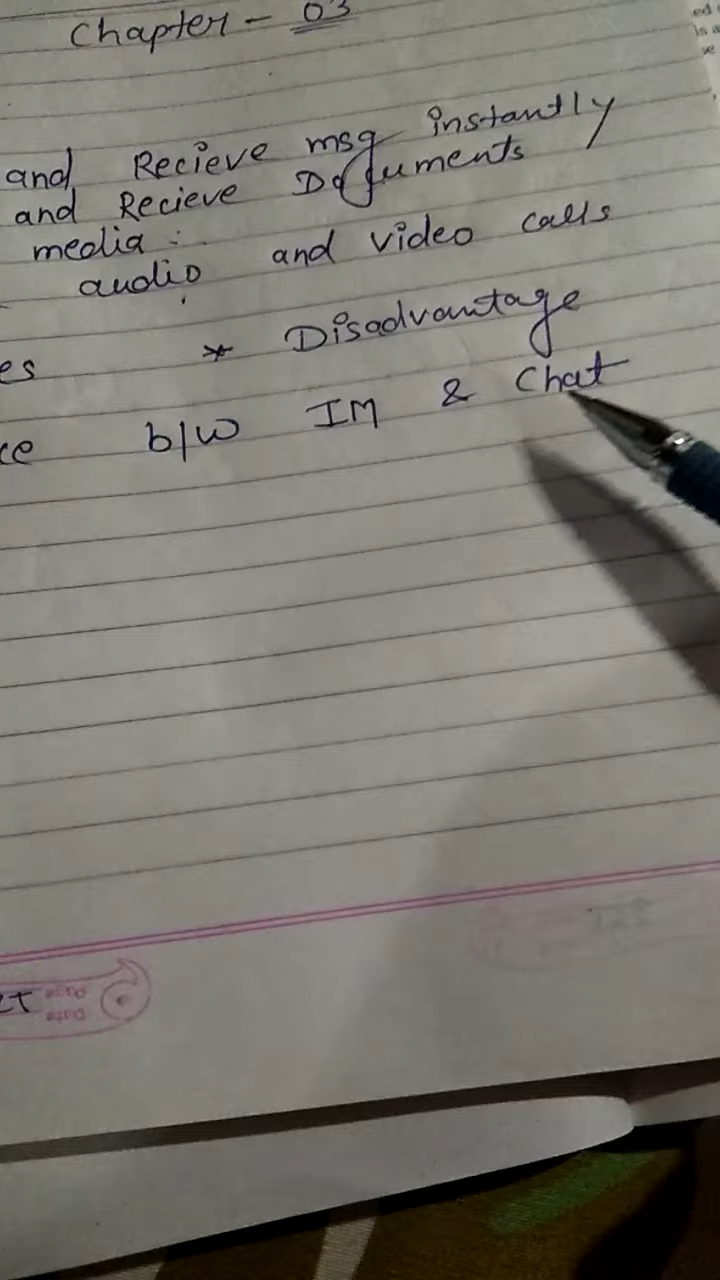 Chapter - 03
and Recieve msg instantly
and Recieve Documents
media :
audio and video calls
es * Disadvantage
ce b/w IM & Chat